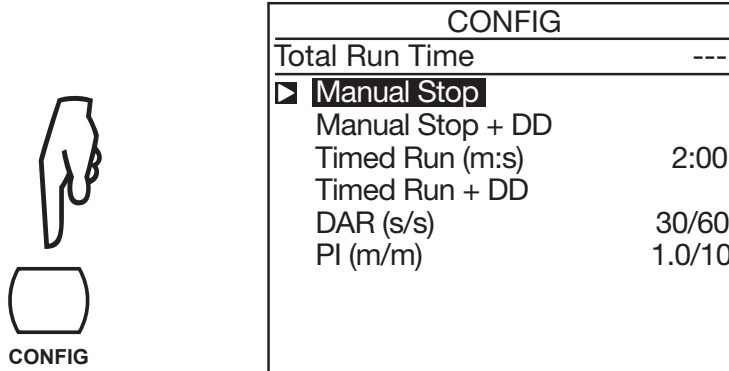 CONFIG
Total Run Time ---
Manual Stop
Manual Stop + DD
Timed Run (m:s) 2:00
Timed Run + DD
DAR (s/s) 30/60
PI (m/m) 1.0/10
CONFIG